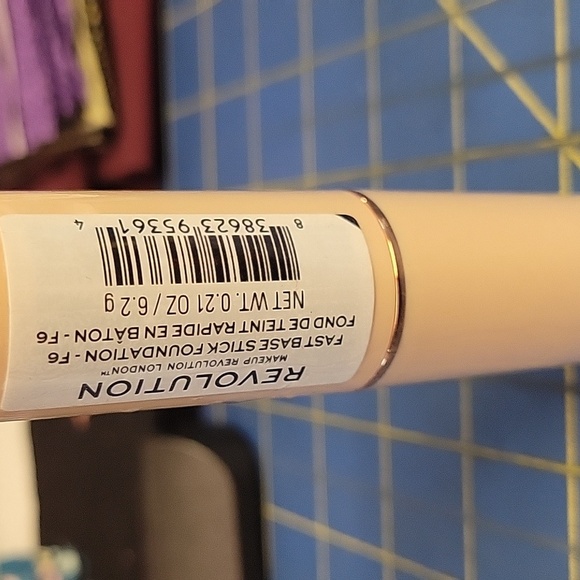 REVOLUTION
MAKEUP REVOLUTION LONDON™
FAST BASE STICK FOUNDATION - F6
FOND DE TEINT RAPIDE EN BÂTON - F6
NET WT. 0.21 OZ / 6.2 g
8 38623 95361 4